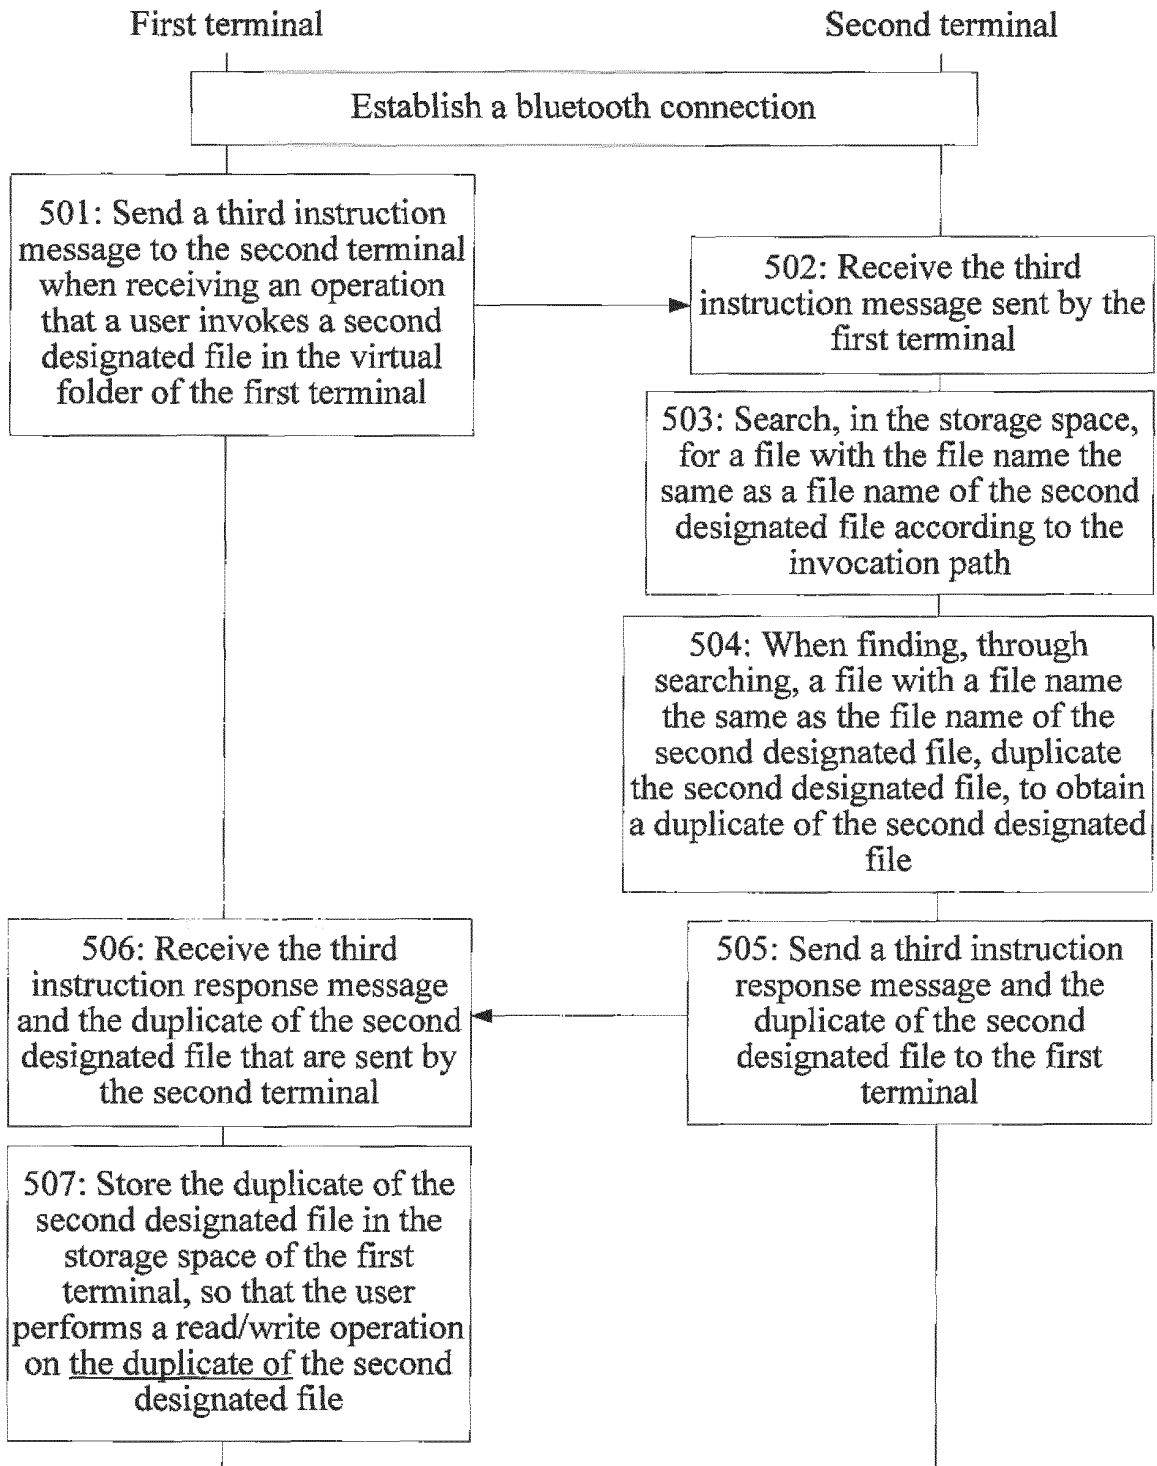 First terminal
Second terminal
Establish a bluetooth connection
501: Send a third instruction
message to the second terminal
when receiving an operation
that a user invokes a second
designated file in the virtual
folder of the first terminal
502: Receive the third
instruction message sent by the
first terminal
503: Search, in the storage space,
for a file with the file name the
same as a file name of the second
designated file according to the
invocation path
504: When finding, through
searching, a file with a file name
the same as the file name of the
second designated file, duplicate
the second designated file, to obtain
a duplicate of the second designated
file
505: Send a third instruction
response message and the
duplicate of the second
designated file to the first
terminal
506: Receive the third
instruction response message
and the duplicate of the second
designated file that are sent by
the second terminal
507: Store the duplicate of the
second designated file in the
storage space of the first
terminal, so that the user
performs a read/write operation
on the duplicate of the second
designated file